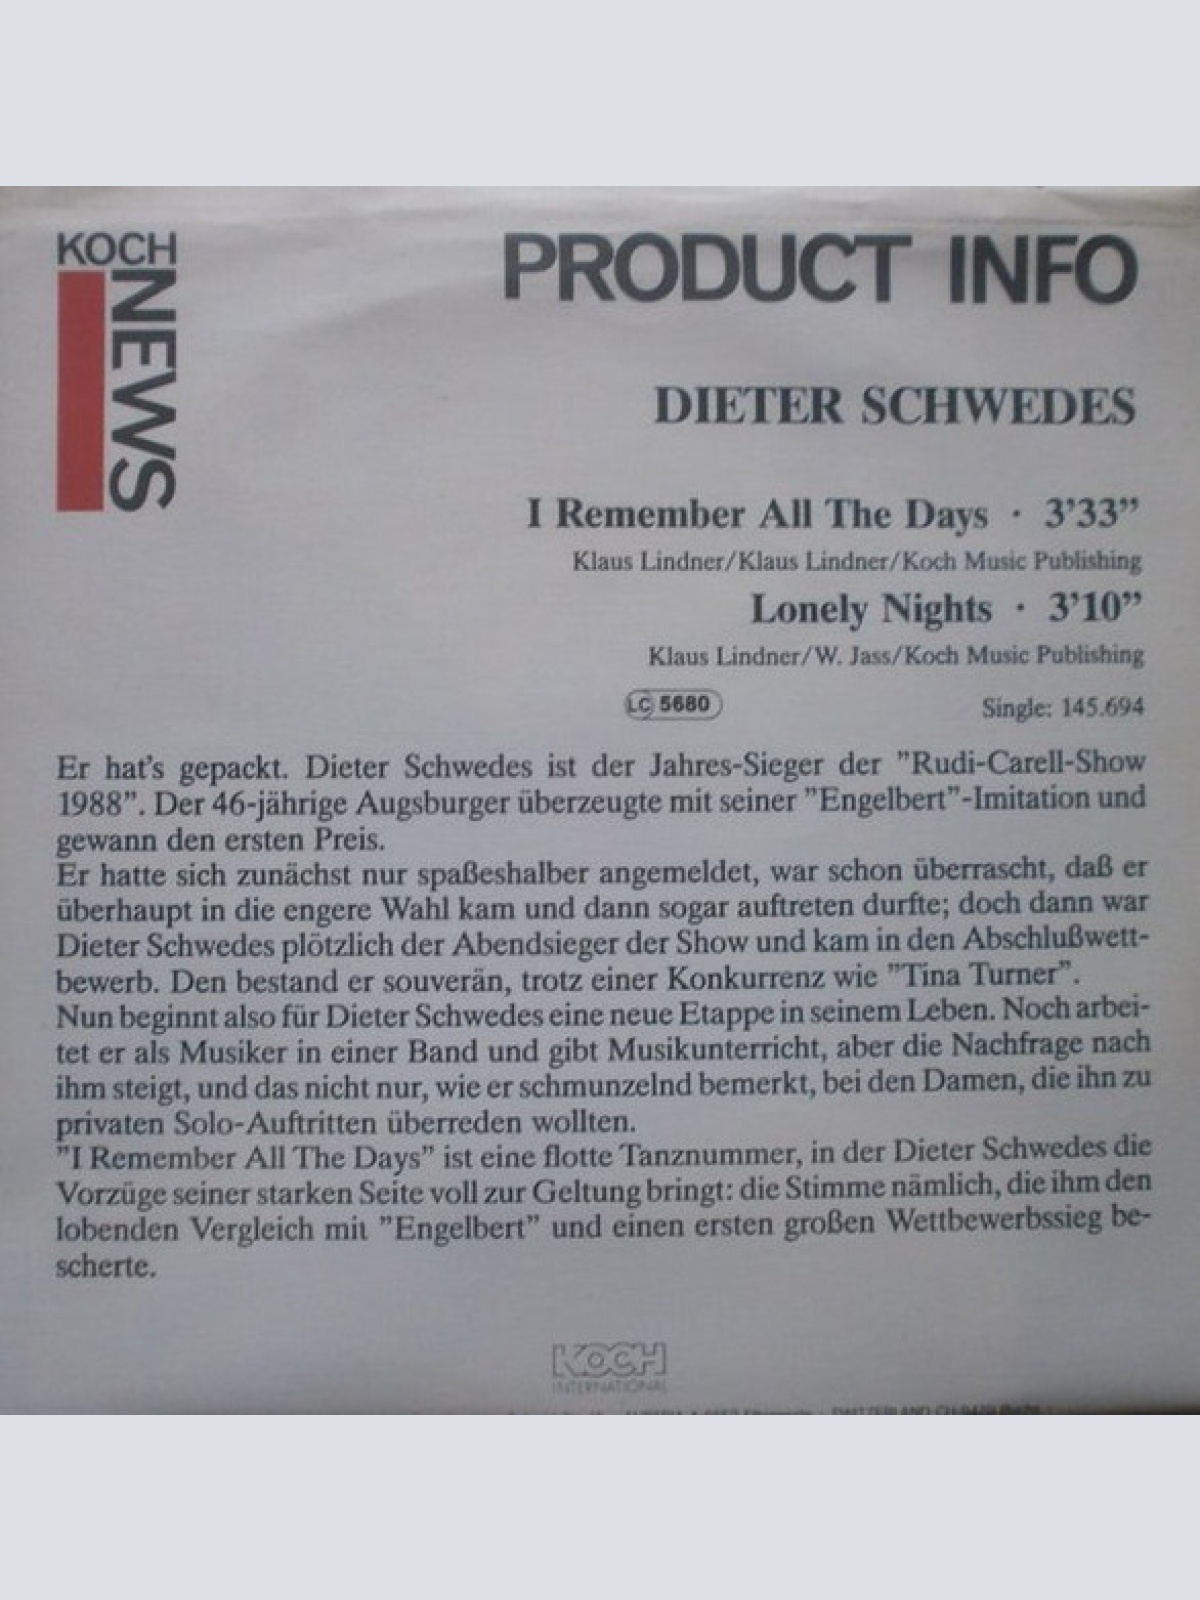 KOCH
NEWS
PRODUCT INFO
DIETER SCHWEDES
I Remember All The Days · 3'33”
Klaus Lindner/Klaus Lindner/Koch Music Publishing
Lonely Nights · 3'10”
Klaus Lindner/W. Jass/Koch Music Publishing
LC 5680
Single: 145.694
Er hat's gepackt. Dieter Schwedes ist der Jahres-Sieger der ”Rudi-Carell-Show
1988”. Der 46-jährige Augsburger überzeugte mit seiner ”Engelbert”-Imitation und
gewann den ersten Preis.
Er hatte sich zunächst nur spaßeshalber angemeldet, war schon überrascht, daß er
überhaupt in die engere Wahl kam und dann sogar auftreten durfte; doch dann war
Dieter Schwedes plötzlich der Abendsieger der Show und kam in den Abschlußwett-
bewerb. Den bestand er souverän, trotz einer Konkurrenz wie ”Tina Turner”.
Nun beginnt also für Dieter Schwedes eine neue Etappe in seinem Leben. Noch arbei-
tet er als Musiker in einer Band und gibt Musikunterricht, aber die Nachfrage nach
ihm steigt, und das nicht nur, wie er schmunzelnd bemerkt, bei den Damen, die ihn zu
privaten Solo-Auftritten überreden wollten.
”I Remember All The Days” ist eine flotte Tanznummer, in der Dieter Schwedes die
Vorzüge seiner starken Seite voll zur Geltung bringt: die Stimme nämlich, die ihm den
lobenden Vergleich mit ”Engelbert” und einen ersten großen Wettbewerbssieg be-
scherte.
KOCH
INTERNATIONAL